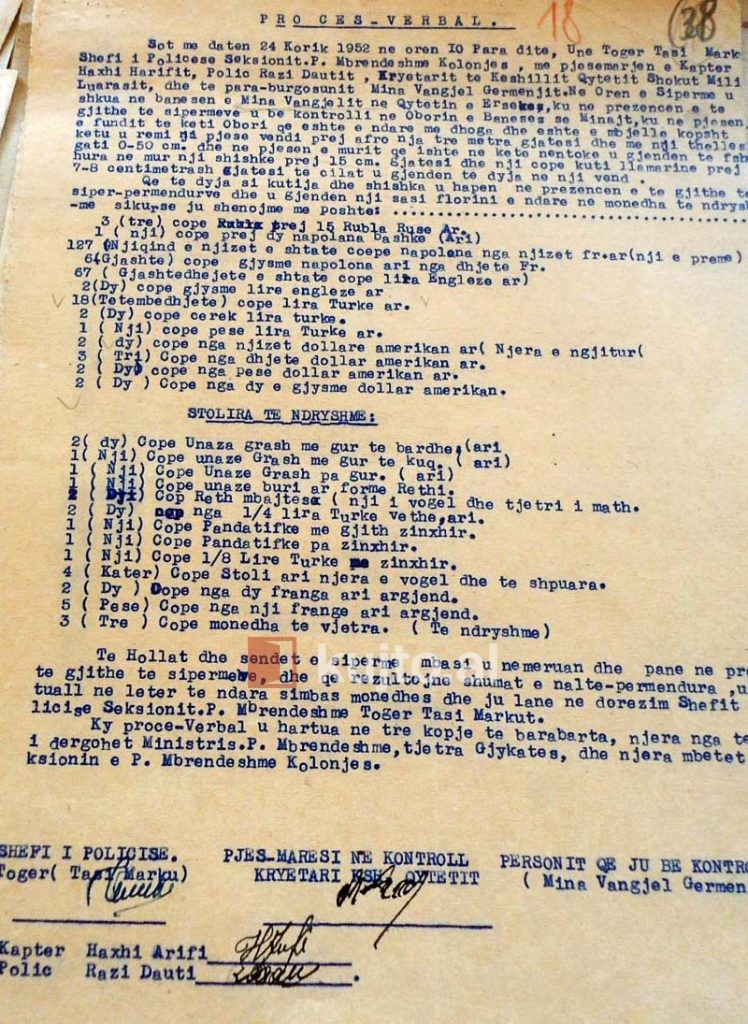 PRO CES-VERBAL.
18
38
Sot me daten 24 Korik 1952 ne oren IO Para dite, Une Toger Tasi Mark
Shefi i Policese Seksionit.P. Mbrendeshme Kolonjes , me pjesemarjen e Kapter
Haxhi Harifit, Polic Razi Dautit , Kryetarit te Keshillit Qytetit Shokut Mili
Luarasit, dhe te para-burgosunit Mina Vangjel Germenjit.Ne Oren e Siperme u
shkua ne banesen e Mina Vangjelit ne Qytetin e Ersekes,ku ne prezencen e te
gjithe te sipermeve u be kontrolli ne Oborin e Baneses se Minajt,ku ne pjesen
e fundit te keti Obori qe eshte e ndare me dhoga dhe eshte e mbjelle kopsht
ketu u remi nja pjese vendi prej afro nja tre metra gjatesi dhe me nji thelles
gati 0-50 cm. dhe ne pjesen e murit qe ishte ne kete nentoke u gjenden te fsh
hura ne mur nji shishke prej 15 cm. gjatesi dhe nji cope kuti llamarine prej
7-8 centimetrash gjatesi te cilat u gjenden te dyja ne nji vend .
Qe te dyja si kutija dhe shishka u hapen ne prezencen e te gjithe te
siper-permendurve dhe u gjenden nji sasi florini e ndare ne monedha te ndrysh
-me sikurse ju shenojme me poshte:
3 (tre) cope prej 15 Rubla Ruse Ar.
1 ( nji) cope prej dy napolana bashke (Ari)
127 (Njiqind e njizet e shtate coepe napolana nga njizet fr.ar(nji e preme)
6(Gjashte) cope gjysme napolona ari nga dhjete Fr.
67 ( Gjashtedhejete e shtate cope lira Engleze ar)
2(Dy) cope gjysme lire engleze ar
18(Tetembedhjete) cope lira Turke ar.
2 (Dy) cope cerek lira turke.
1 ( Nji) cope pese lira Turke ar.
2 ( dy) cope nga njizet dollare amerikan ar( Njera e ngjitur(
3 ( Tri) Cope nga dhjete dollar amerikan ar.
2 ( Dy) cope nga pese dollar amerikan ar.
2 ( Dy ) Cope nga dy e gjysme dollar amerikan.
STOLIRA TE NDRYSHME:
2( dy) Cope Unaza grash me gur te bardhe,(ari
1( Nji) Cope unaze Grash me gur te kuq. ( ari)
1 ( Nji) Cope Unaze Grash pa gur. ( ari)
1 ( Nji) Cope unaze buri ar forme Rethi.
2 ( Dyi) Cop Reth mbajtese ( nji i vogel dhe tjetri i math.
2 ( Dy) nga 1/4 lira Turke vethe,ari.
1 ( Nji) Cope Pandatifke me gjith zinxhir.
1 ( Nji) Cope Pandatifke pa zinxhir.
1 ( Nji) Cope 1/8 Lire Turke me zinxhir.
4 ( Kater) Cope Stoli ari njera e vogel dhe te shpuara.
2 ( Dy ) Cope nga dy franga ari argjend.
5 ( Pese) Cope nga nji frange ari argjend.
3 ( Tre ) Cope monedha te vjetra. ( Te ndryshme)
kujto.al
Te Hollat dhe sendet e siperme mbasi u nemeruan dhe pane ne pre
te gjithe te sipermeve, dhe qe rezultojne shumat e nalte-permendura ,u
tuall ne leter te ndara simbas monedhes dhe ju lane ne dorezim Shefit
licise Seksionit.P. Mbrendeshme Toger Tasi Markut.
Ky proce-Verbal u hartua ne tre kopje te barabarta, njera nga te
i dergohet Ministris.P. Mbrendeshme,tjetra Gjykates, dhe njera mbetet
ksionin e P. Mbrendeshme Kolonjes.
SHEFI I POLICISE. PJES-MARESI NE KONTROLL PERSONIT QE JU BE KONTRO
Toger( Tasi Marku) KRYETARI KSH. QYTETIT ( Mina Vangjel Germen
Kapter Haxhi Arifi
Polic Razi Dauti